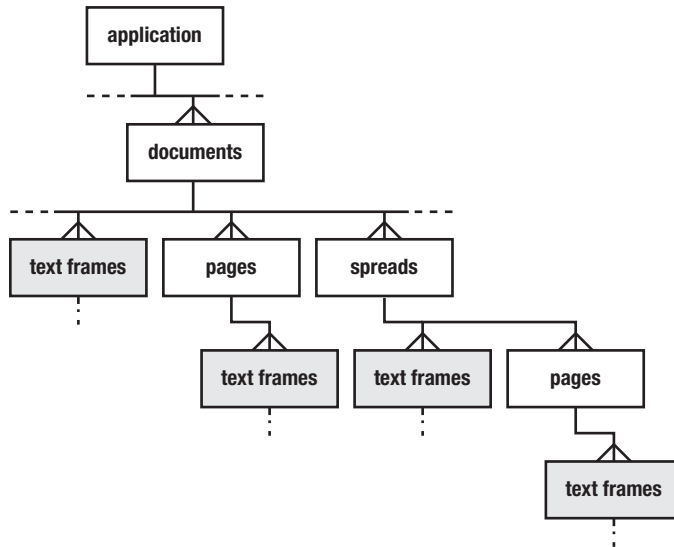 application
documents
text frames
pages
spreads
text frames
text frames
pages
text frames